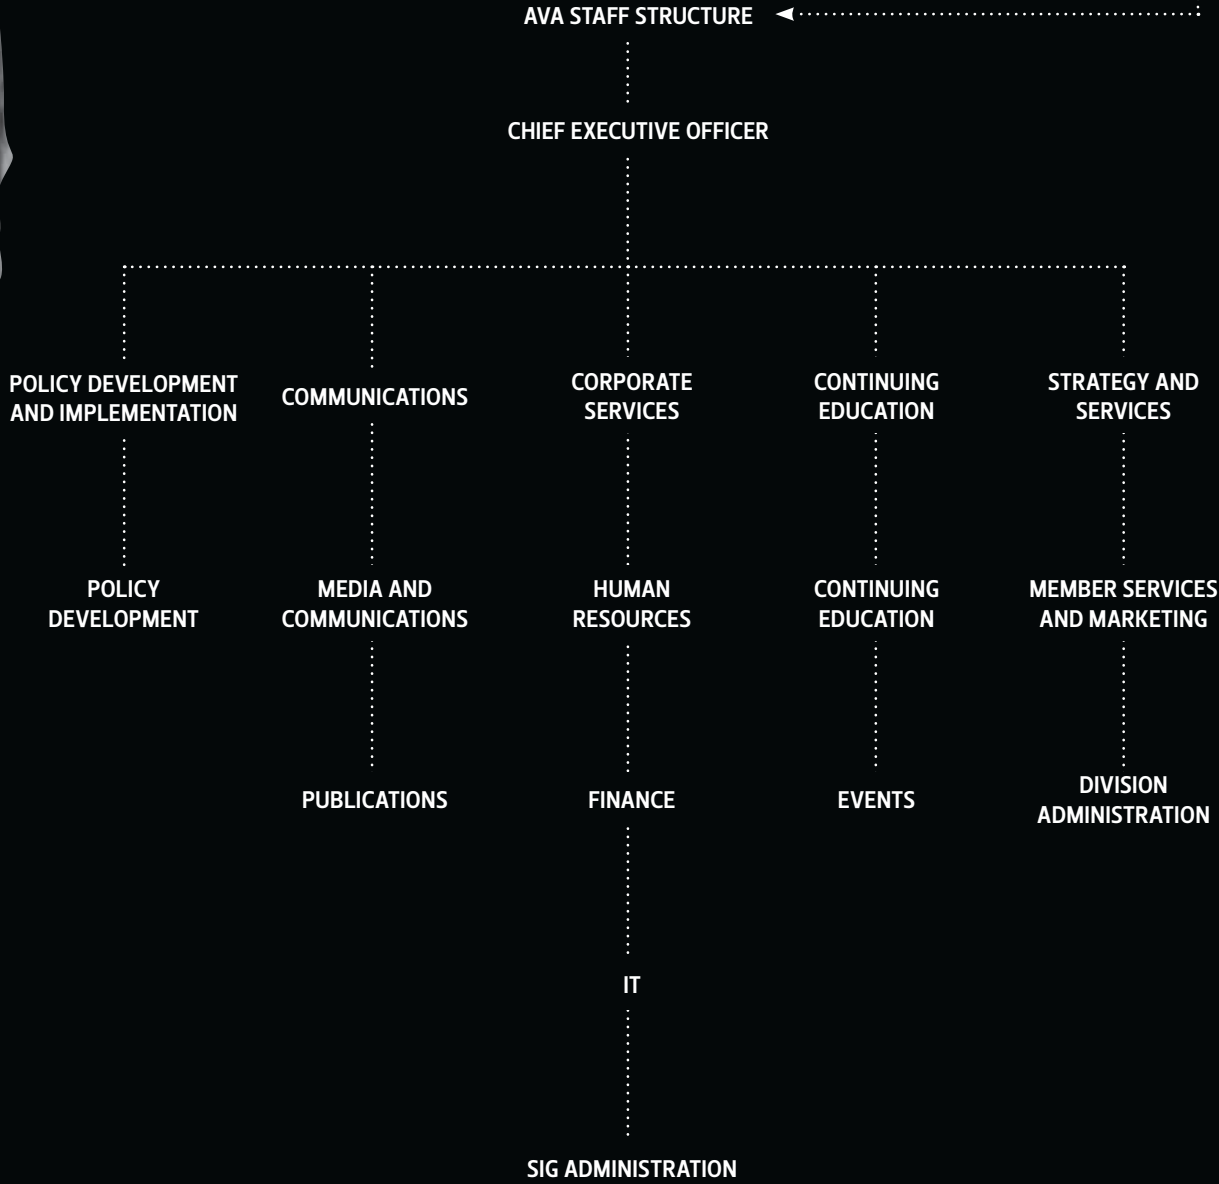 AVA STAFF STRUCTURE
CHIEF EXECUTIVE OFFICER
POLICY DEVELOPMENT
AND IMPLEMENTATION
COMMUNICATIONS
CORPORATE
SERVICES
CONTINUING
EDUCATION
STRATEGY AND
SERVICES
POLICY
DEVELOPMENT
MEDIA AND
COMMUNICATIONS
HUMAN
RESOURCES
CONTINUING
EDUCATION
MEMBER SERVICES
AND MARKETING
PUBLICATIONS
FINANCE
EVENTS
DIVISION
ADMINISTRATION
IT
SIG ADMINISTRATION